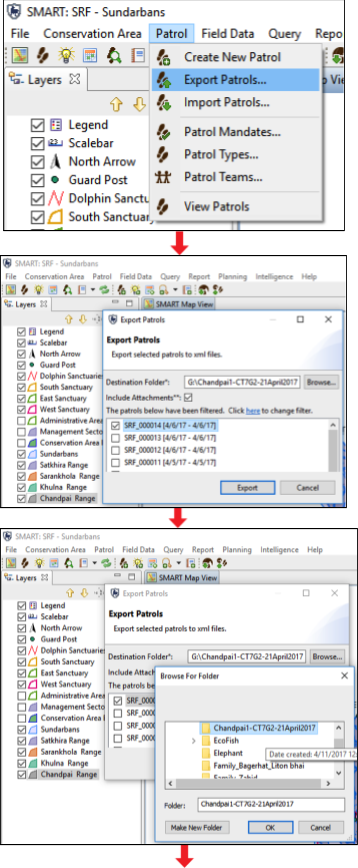 SMART: SRF - Sundarbans
File Conservation Area Patrol Field Data Query Repo
Layers
Create New Patrol
Export Patrols...
Import Patrols...
Patrol Mandates...
Patrol Types...
Patrol Teams...
View Patrols
Legend
Scalebar
North Arrow
Guard Post
Dolphin Sanctu
South Sanctuary
SMART: SRF - Sundarbans
File Conservation Area Patrol Field Data Query Report Planning Intelligence Help
Layers
SMART Map View
Legend
Scalebar
North Arrow
Guard Post
Dolphin Sanctuaries
South Sanctuary
East Sanctuary
West Sanctuary
Administrative Area
Management Secto
Conservation Area
Sundarbans
Satkhira Range
Sarankhola Range
Khulna Range
Chandpai Range
Export Patrols
Export Patrols
Export selected patrols to xml files.
Destination Folder*: G:\Chandpai1-CT7G2-21April2017 Browse...
Include Attachments**:
The patrols below have been filtered. Click here to change filter.
SRF_000014 [4/6/17 - 4/6/17]
SRF_000013 [4/6/17 - 4/6/17]
SRF_000012 [4/6/17 - 4/6/17]
SRF_000011 [4/5/17 - 4/5/17]
Export Cancel
SMART: SRF - Sundarbans
File Conservation Area Patrol Field Data Query Report Planning Intelligence Help
Layers
SMART Map View
Legend
Scalebar
North Arrow
Guard Post
Dolphin Sanctuaries
South Sanctuary
East Sanctuary
West Sanctuary
Administrative Area
Management Secto
Conservation Area
Sundarbans
Satkhira Range
Sarankhola Range
Khulna Range
Chandpai Range
Export Patrols
Export Patrols
Export selected patrols to xml files.
Destination Folder*: G:\Chandpai1-CT7G2-21April2017 Browse...
Include Attach
The patrols be
SRF_000
SRF_000
SRF_000
SRF_000
Browse For Folder
Chandpai1-CT7G2-21April2017
EcoFish
Elephant
Date created: 4/11/2017 12
Family_Bagerhat_Liton bhai
Family_Zahid
Folder: Chandpai1-CT7G2-21April2017
Make New Folder OK Cancel